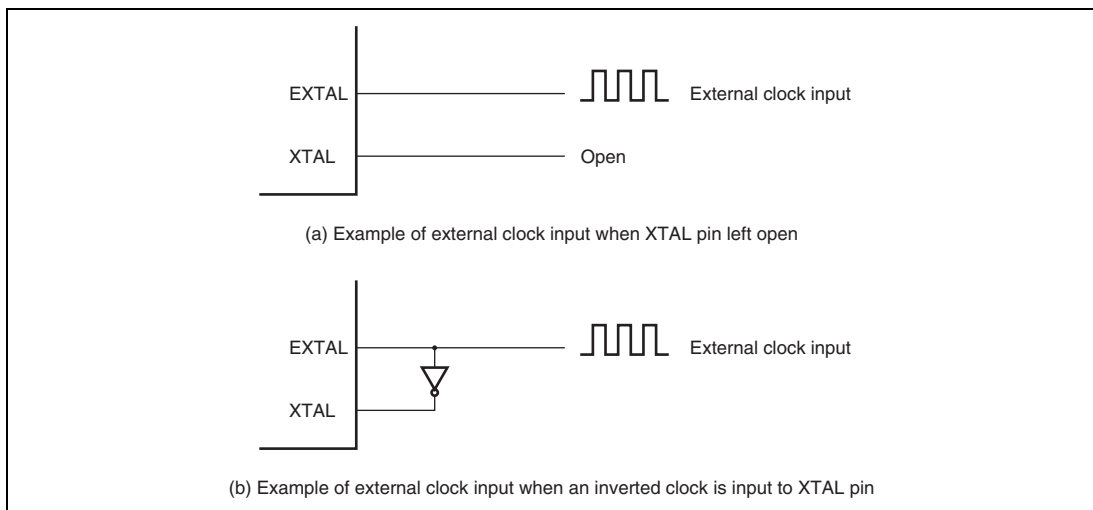 EXTAL
External clock input
XTAL
Open
(a) Example of external clock input when XTAL pin left open
EXTAL
External clock input
XTAL
(b) Example of external clock input when an inverted clock is input to XTAL pin